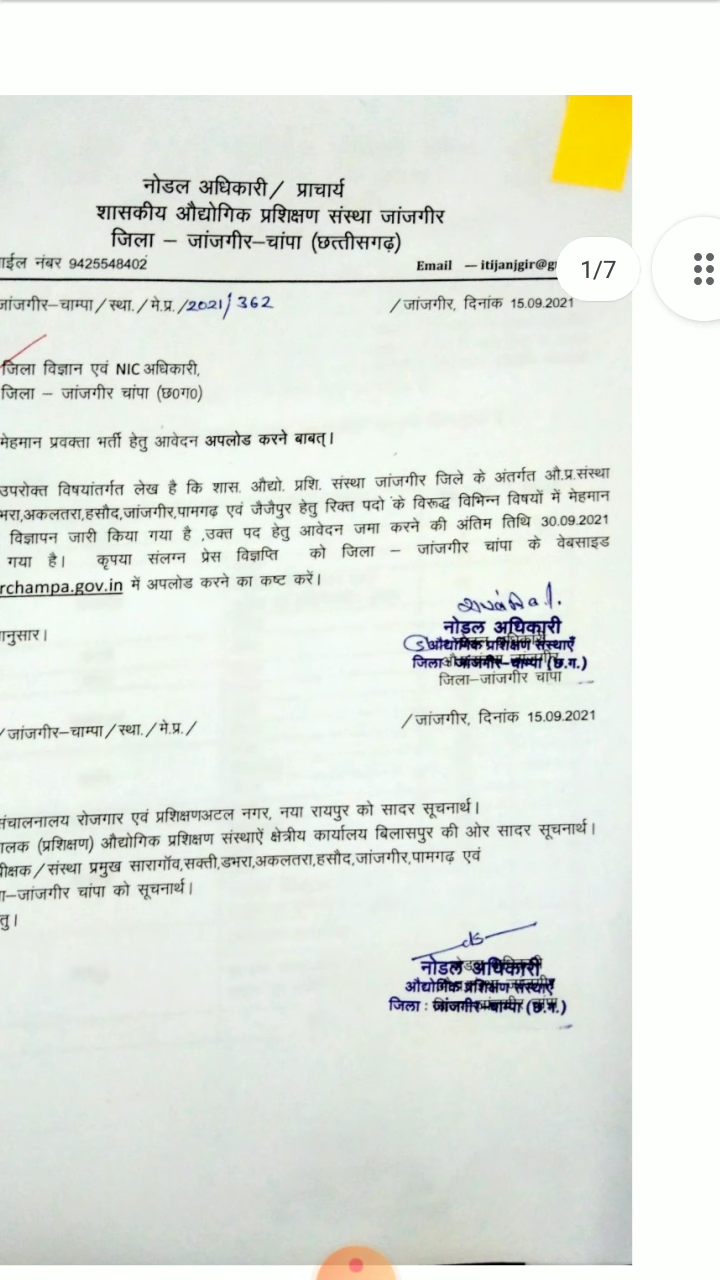 नोडल अधिकारी/ प्राचार्य
शासकीय औद्योगिक प्रशिक्षण संस्था जांजगीर
जिला – जांजगीर–चांपा (छत्तीसगढ़)
ाईल नंबर 9425548402 Email – itijanjgir@g
1/7
जांजगीर–चाम्पा/स्था./मे.प्र./2021/362 /जांजगीर, दिनांक 15.09.2021
जिला विज्ञान एवं NIC अधिकारी,
जिला – जांजगीर चांपा (छ0ग0)
मेहमान प्रवक्ता भर्ती हेतु आवेदन अपलोड करने बाबत्।
उपरोक्त विषयांतर्गत लेख है कि शास. औद्यो. प्रशि. संस्था जांजगीर जिले के अंतर्गत औ.प्र.संस्था
भरा,अकलतरा,हसौद,जांजगीर,पामगढ़ एवं जैजैपुर हेतु रिक्त पदो के विरूद्ध विभिन्न विषयों में मेहमान
विज्ञापन जारी किया गया है ,उक्त पद हेतु आवेदन जमा करने की अंतिम तिथि 30.09.2021
गया है। कृपया संलग्न प्रेस विज्ञप्ति को जिला – जांजगीर चांपा के वेबसाइड
rchampa.gov.in में अपलोड करने का कष्ट करें।
ानुसार।
नोडल अधिकारी
औद्योगिक प्रशिक्षण संस्थाएँ
जिला : जांजगीर–चाम्पा (छ.ग.)
जिला–जांजगीर चांपा
/जांजगीर–चाम्पा/स्था./मे.प्र./ /जांजगीर, दिनांक 15.09.2021
संचालनालय रोजगार एवं प्रशिक्षणअटल नगर, नया रायपुर को सादर सूचनार्थ।
ालक (प्रशिक्षण) औद्योगिक प्रशिक्षण संस्थाऐं क्षेत्रीय कार्यालय बिलासपुर की ओर सादर सूचनार्थ।
ीक्षक/संस्था प्रमुख सारागॉव,सक्ती,डभरा,अकलतरा,हसौद,जांजगीर,पामगढ़ एवं
ा–जांजगीर चांपा को सूचनार्थ।
तु।
नोडल अधिकारी
औद्योगिक प्रशिक्षण संस्थाएँ
जिला : जांजगीर–चाम्पा (छ.ग.)